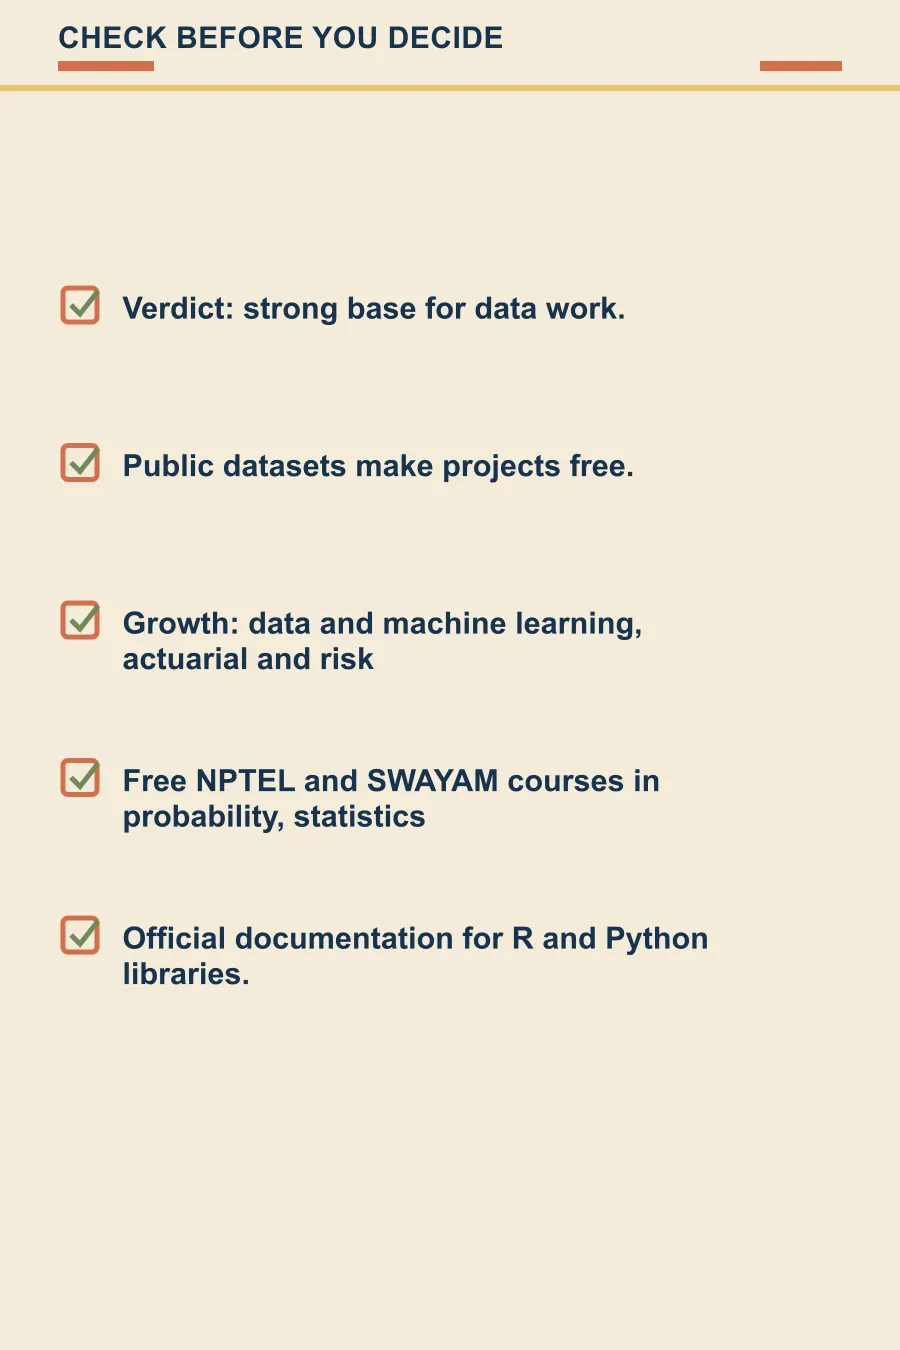 CHECK BEFORE YOU DECIDE
Verdict: strong base for data work.
Public datasets make projects free.
Growth: data and machine learning,
actuarial and risk
Free NPTEL and SWAYAM courses in
probability, statistics
Official documentation for R and Python
libraries.